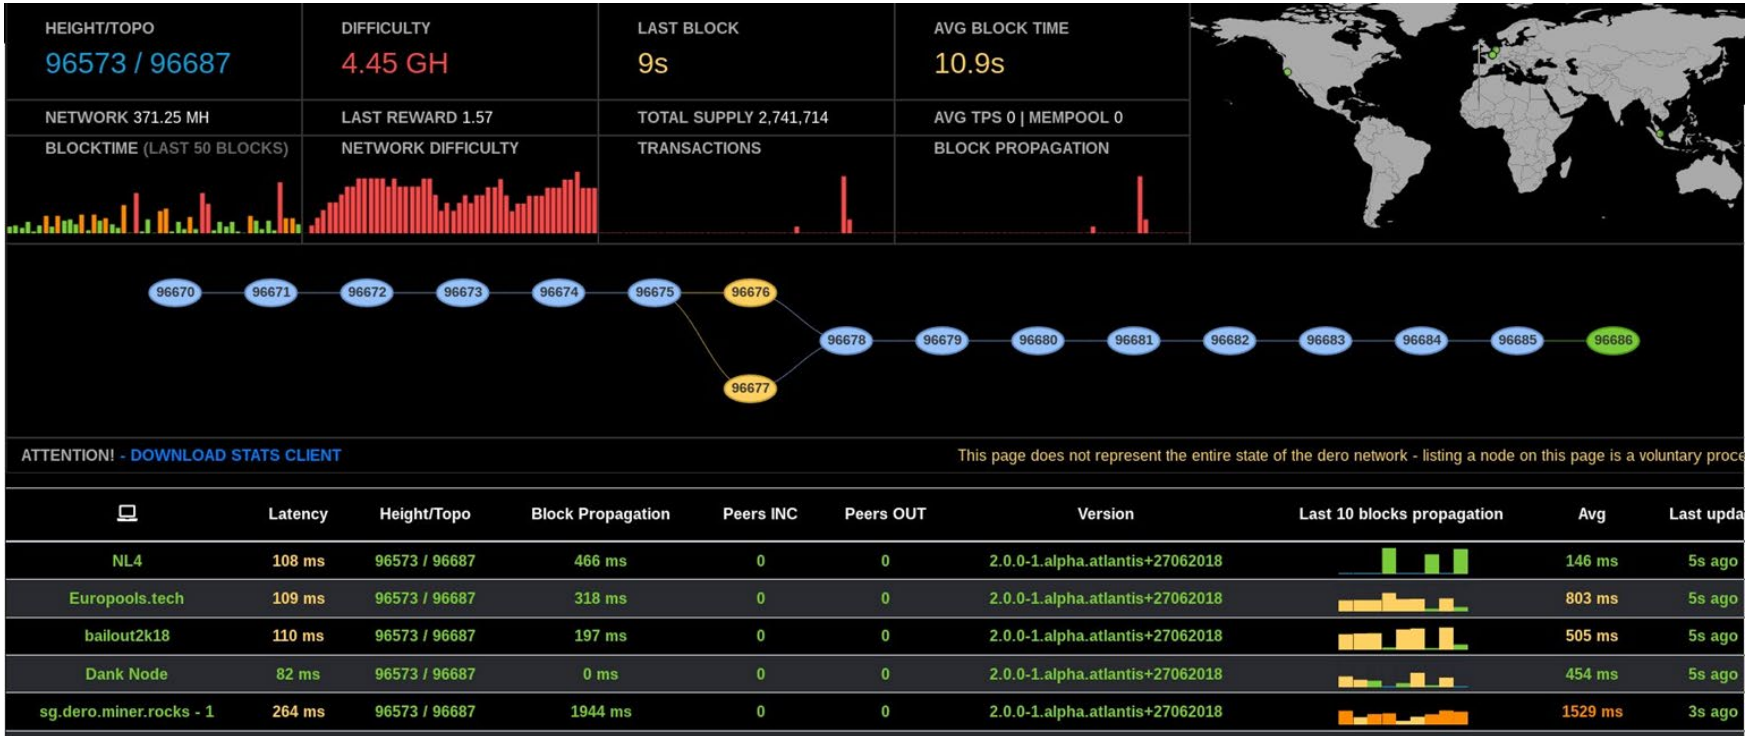 HEIGHT/TOPO DIFFICULTY LAST BLOCK AVG BLOCK TIME
96573 / 96687 4.45 GH 9s 10.9s
NETWORK 371.25 MH LAST REWARD 1.57 TOTAL SUPPLY 2,741,714 AVG TPS 0 | MEMPOOL 0
BLOCKTIME (LAST 50 BLOCKS) NETWORK DIFFICULTY TRANSACTIONS BLOCK PROPAGATION
96670 96671 96672 96673 96674 96675 96676
96678 96679 96680 96681 96682 96683 96684 96685 96686
96677
ATTENTION! - DOWNLOAD STATS CLIENT This page does not represent the entire state of the dero network - listing a node on this page is a voluntary proce
Latency Height/Topo Block Propagation Peers INC Peers OUT Version Last 10 blocks propagation Avg Last upda
NL4 108 ms 96573 / 96687 466 ms 0 0 2.0.0-1.alpha.atlantis+27062018 146 ms 5s ago
Europools.tech 109 ms 96573 / 96687 318 ms 0 0 2.0.0-1.alpha.atlantis+27062018 803 ms 5s ago
bailout2k18 110 ms 96573 / 96687 197 ms 0 0 2.0.0-1.alpha.atlantis+27062018 505 ms 5s ago
Dank Node 82 ms 96573 / 96687 0 ms 0 0 2.0.0-1.alpha.atlantis+27062018 454 ms 5s ago
sg.dero.miner.rocks - 1 264 ms 96573 / 96687 1944 ms 0 0 2.0.0-1.alpha.atlantis+27062018 1529 ms 3s ago